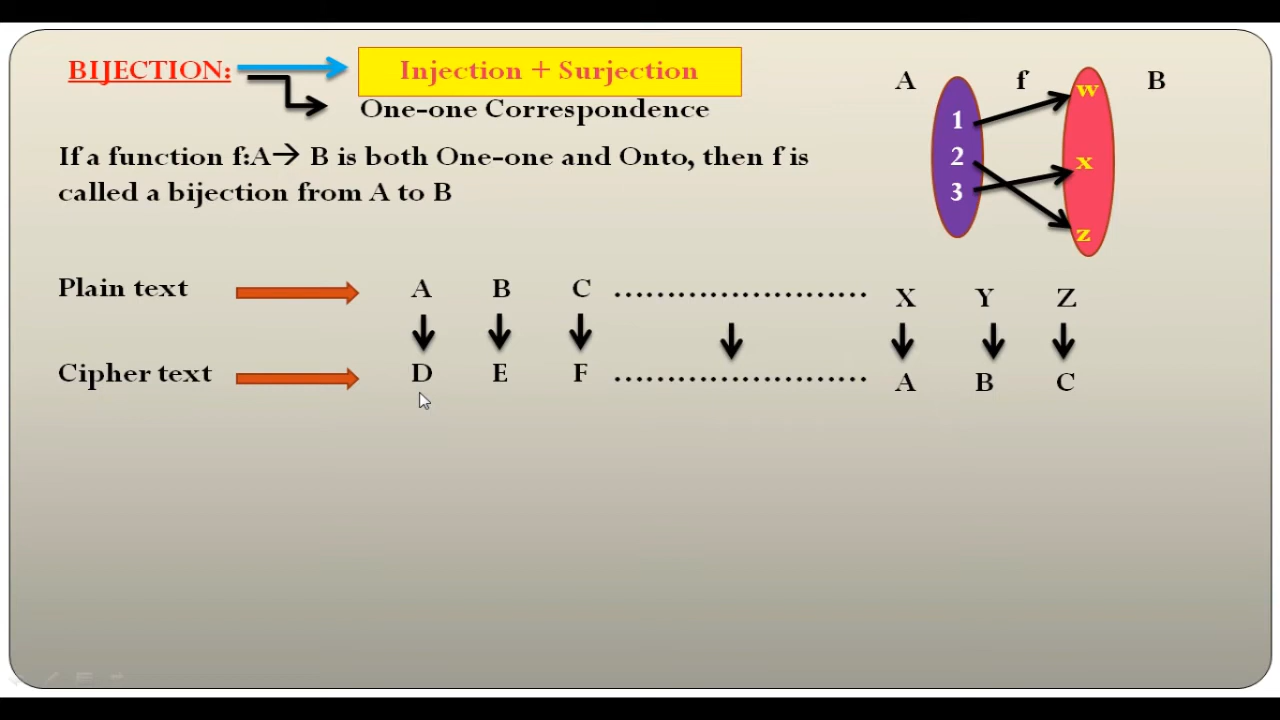 BIJECTION:
Injection + Surjection
One-one Correspondence
If a function f:A→ B is both One-one and Onto, then f is
called a bijection from A to B
A f B
1
2
3
w
x
z
Plain text A B C ........................ X Y Z
Cipher text D E F ........................ A B C